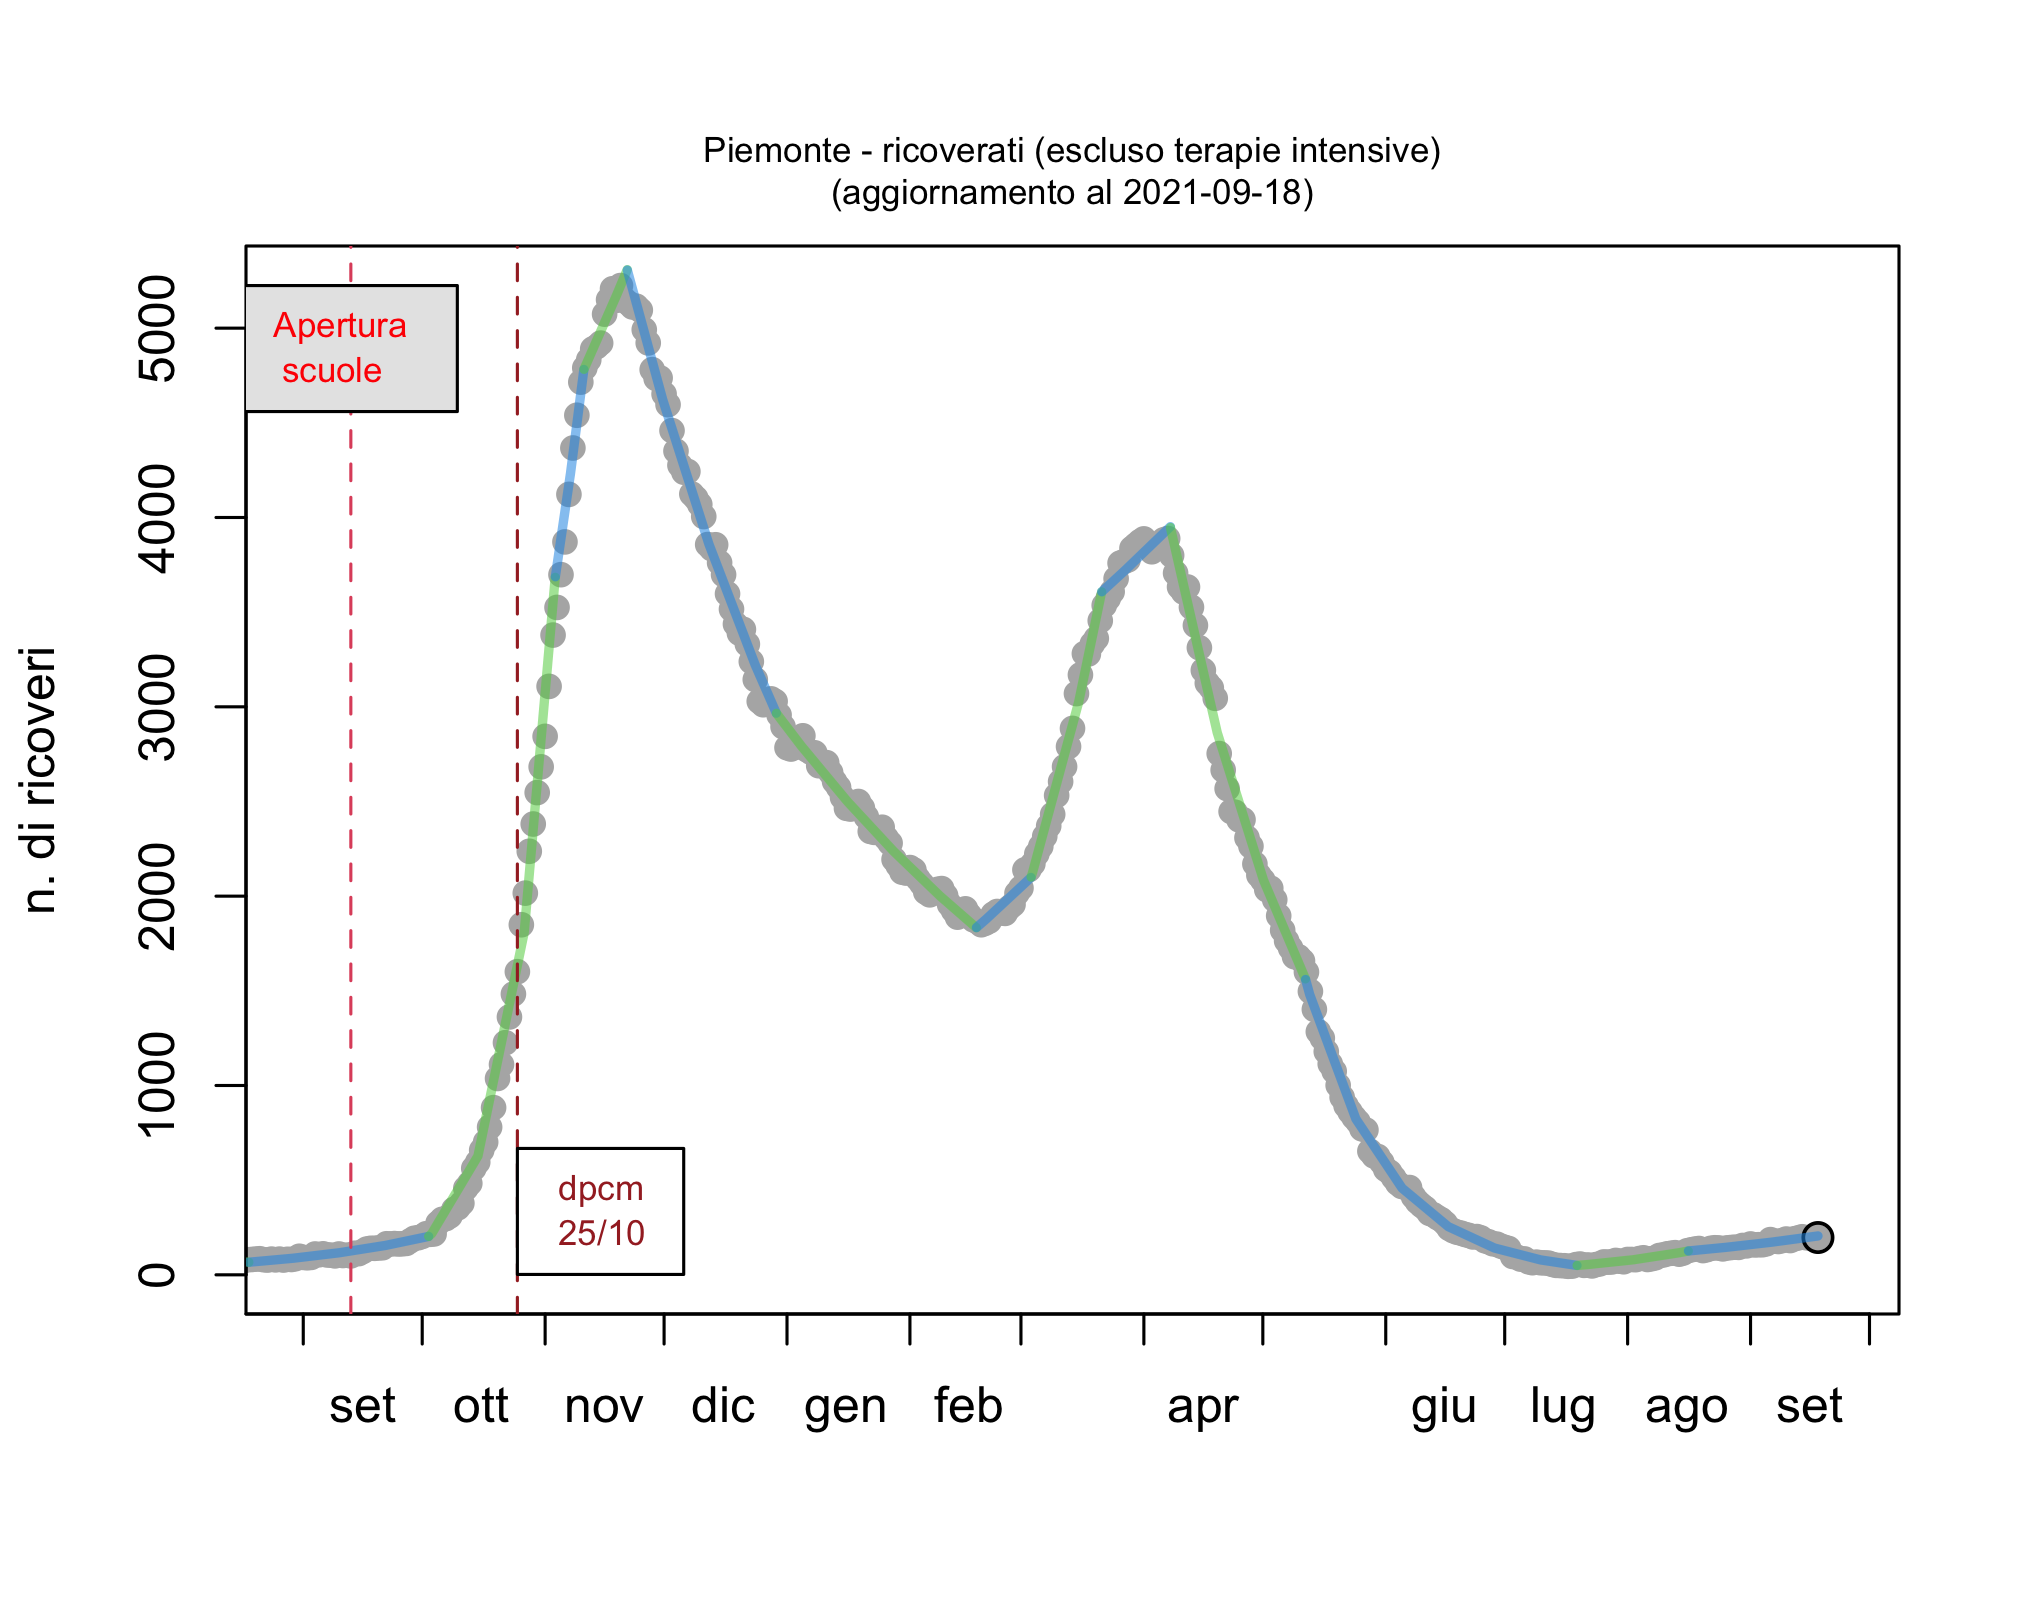 Piemonte - ricoverati (escluso terapie intensive)
(aggiornamento al 2021-09-18)
n. di ricoveri
5000
4000
3000
2000
1000
0
Apertura
scuole
dpcm
25/10
set ott nov dic gen feb apr giu lug ago set